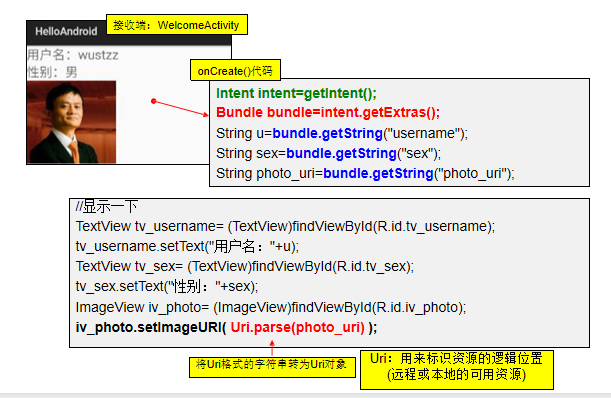 接收端：WelcomeActivity
HelloAndroid
用户名：wustzz
性别：男
onCreate()代码
Intent intent=getIntent();
Bundle bundle=intent.getExtras();
String u=bundle.getString("username");
String sex=bundle.getString("sex");
String photo_uri=bundle.getString("photo_uri");
//显示一下
TextView tv_username= (TextView)findViewById(R.id.tv_username);
tv_username.setText("用户名："+u);
TextView tv_sex= (TextView)findViewById(R.id.tv_sex);
tv_sex.setText("性别："+sex);
ImageView iv_photo= (ImageView)findViewById(R.id.iv_photo);
iv_photo.setImageURI( Uri.parse(photo_uri) );
将Uri格式的字符串转为Uri对象
Uri：用来标识资源的逻辑位置
(远程或本地的可用资源)